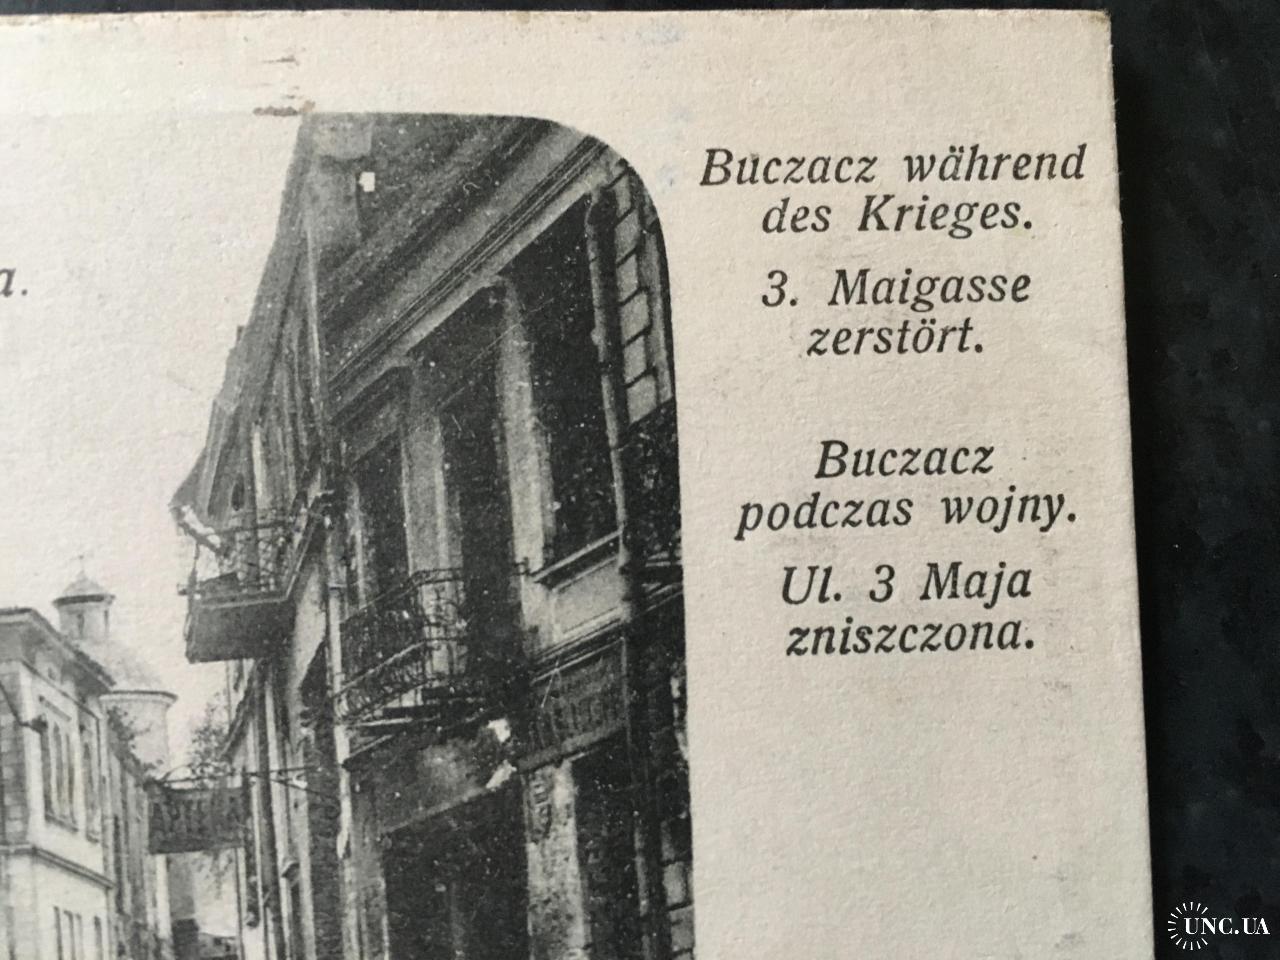 Buczacz während
des Krieges.
3. Maigasse
zerstört.
Buczacz
podczas wojny.
Ul. 3 Maja
zniszczona.
a.
UNC.UA